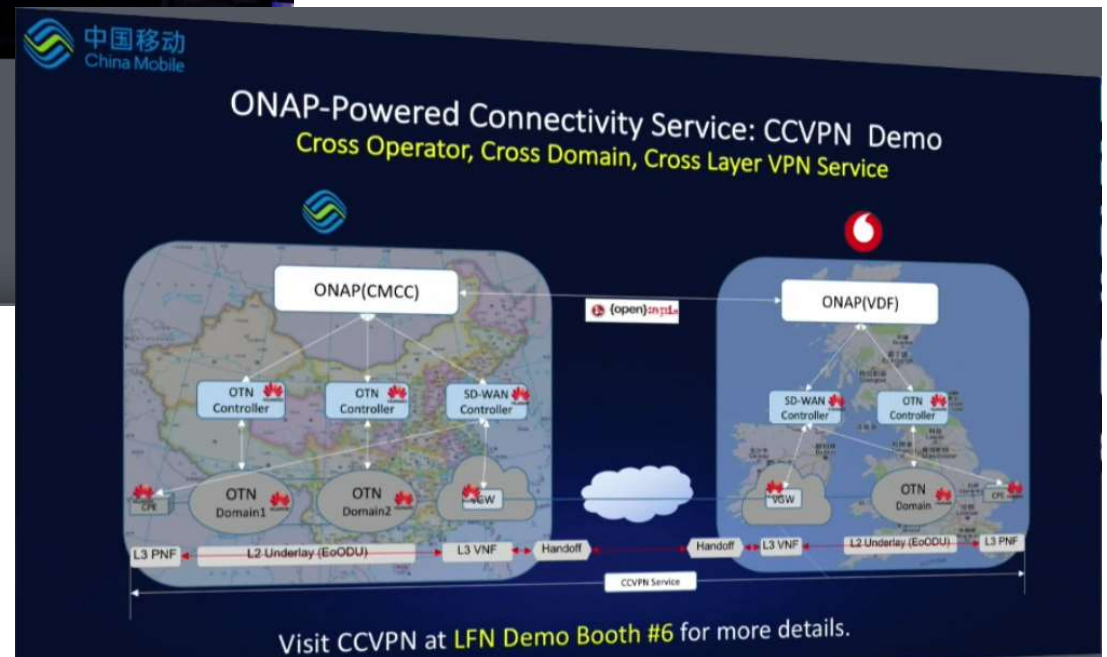 中国移动
China Mobile
ONAP-Powered Connectivity Service: CCVPN Demo
Cross Operator, Cross Domain, Cross Layer VPN Service
ONAP(CMCC)
{open}:apis
ONAP(VDF)
OTN
Controller
OTN
Controller
SD-WAN
Controller
SD-WAN
Controller
OTN
Controller
CPE
OTN
Domain1
OTN
Domain2
VGW
VGW
OTN
Domain
CPE
L3 PNF
L2 Underlay (EoODU)
L3 VNF
Handoff
Handoff
L3 VNF
L2 Underlay (EoODU)
L3 PNF
CCVPN Service
Visit CCVPN at LFN Demo Booth #6 for more details.